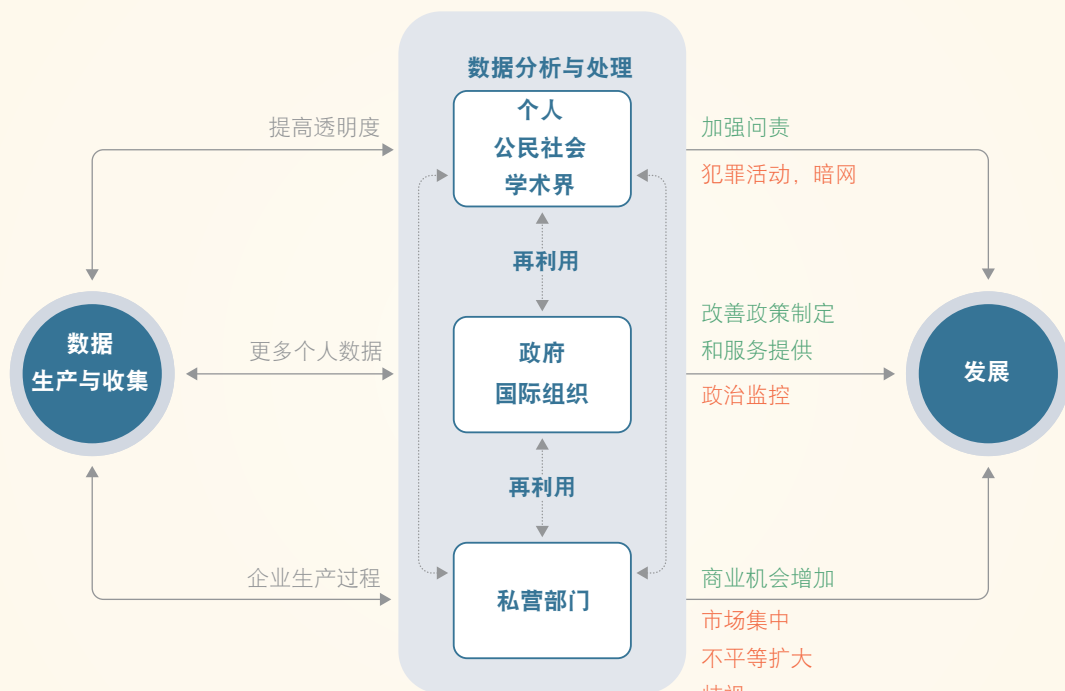 数据分析与处理
个人
公民社会
学术界
提高透明度
加强问责
犯罪活动，暗网
再利用
数据
生产与收集
更多个人数据
政府
国际组织
改善政策制定
和服务提供
政治监控
发展
再利用
企业生产过程
私营部门
商业机会增加
市场集中
不平等扩大